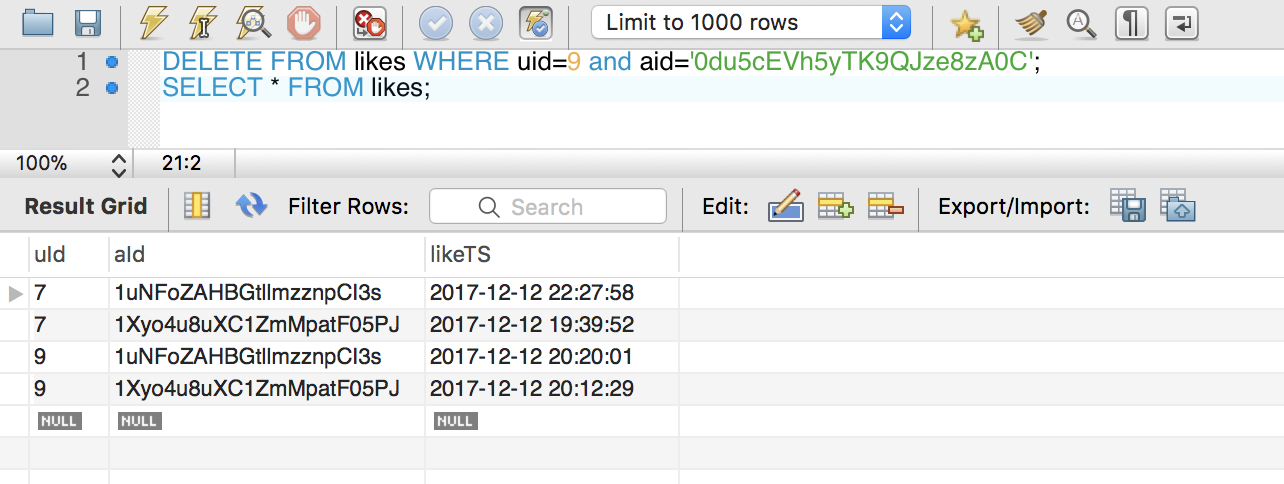 Limit to 1000 rows
1 DELETE FROM likes WHERE uid=9 and aid='0du5cEVh5yTK9QJze8zA0C';
2 SELECT * FROM likes;
100% 21:2
Result Grid Filter Rows: Search Edit: Export/Import:
uId aId likeTS
7 1uNFoZAHBGtllmzznpCl3s 2017-12-12 22:27:58
7 1Xyo4u8uXC1ZmMpatF05PJ 2017-12-12 19:39:52
9 1uNFoZAHBGtllmzznpCl3s 2017-12-12 20:20:01
9 1Xyo4u8uXC1ZmMpatF05PJ 2017-12-12 20:12:29
NULL NULL NULL